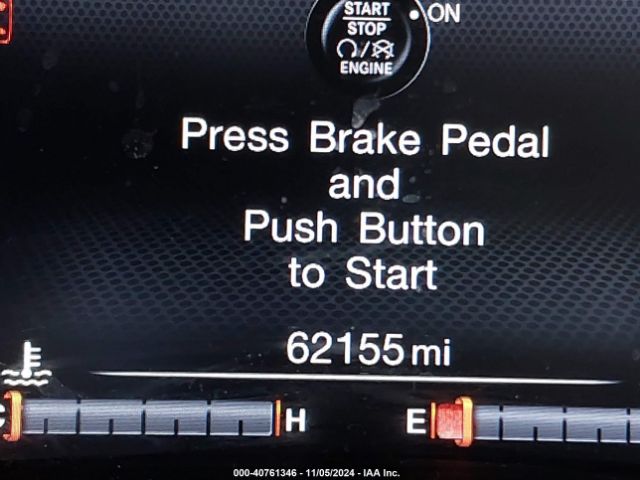 START
STOP
ON
ENGINE
Press Brake Pedal
and
Push Button
to Start
62155 mi
C
H
E
000-40761346 - 11/05/2024 - IAA Inc.